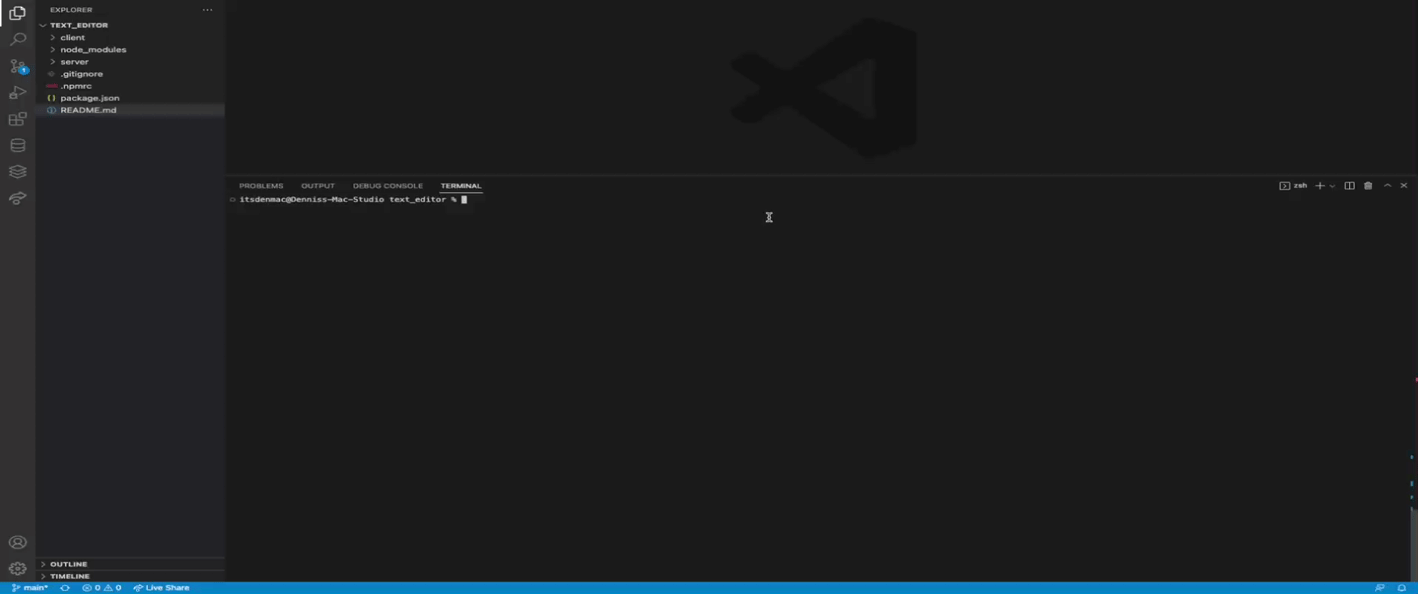 EXPLORER
TEXT_EDITOR
client
node_modules
server
.gitignore
.npmrc
package.json
README.md
OUTLINE
TIMELINE
PROBLEMS OUTPUT DEBUG CONSOLE TERMINAL
zsh
itsdenmac@Denniss-Mac-Studio text_editor %
1
main* 0 0 Live Share